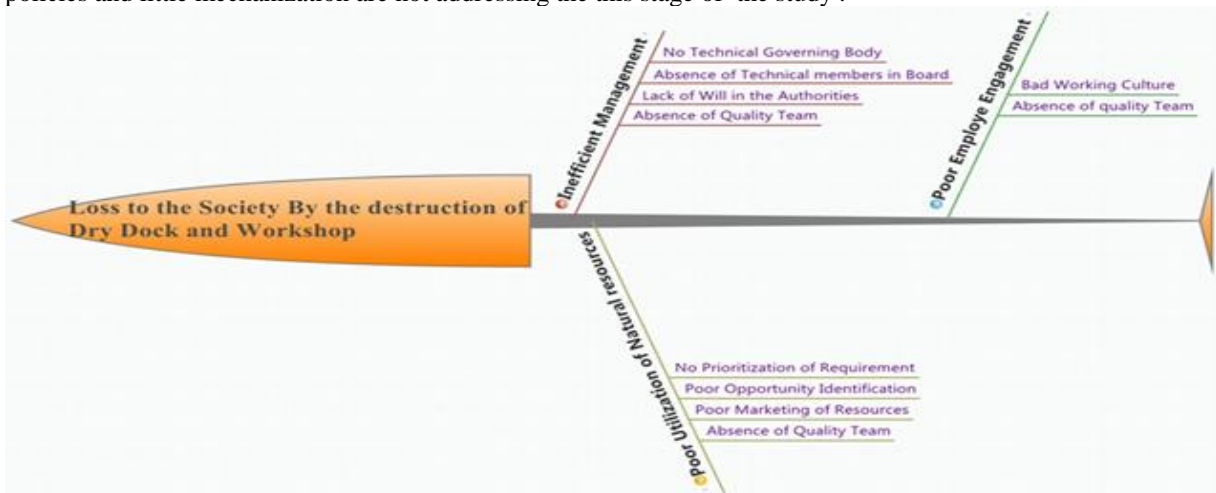 policies and little mechanization are not addressing the this stage of the study .
Inefficient Management
No Technical Governing Body
Absence of Technical members in Board
Lack of Will in the Authorities
Absence of Quality Team
Poor Employe Engagement
Bad Working Culture
Absence of quality Team
Loss to the Society By the destruction of
Dry Dock and Workshop
Poor Utilization of Natural resources
No Prioritization of Requirement
Poor Opportunity Identification
Poor Marketing of Resources
Absence of Quality Team